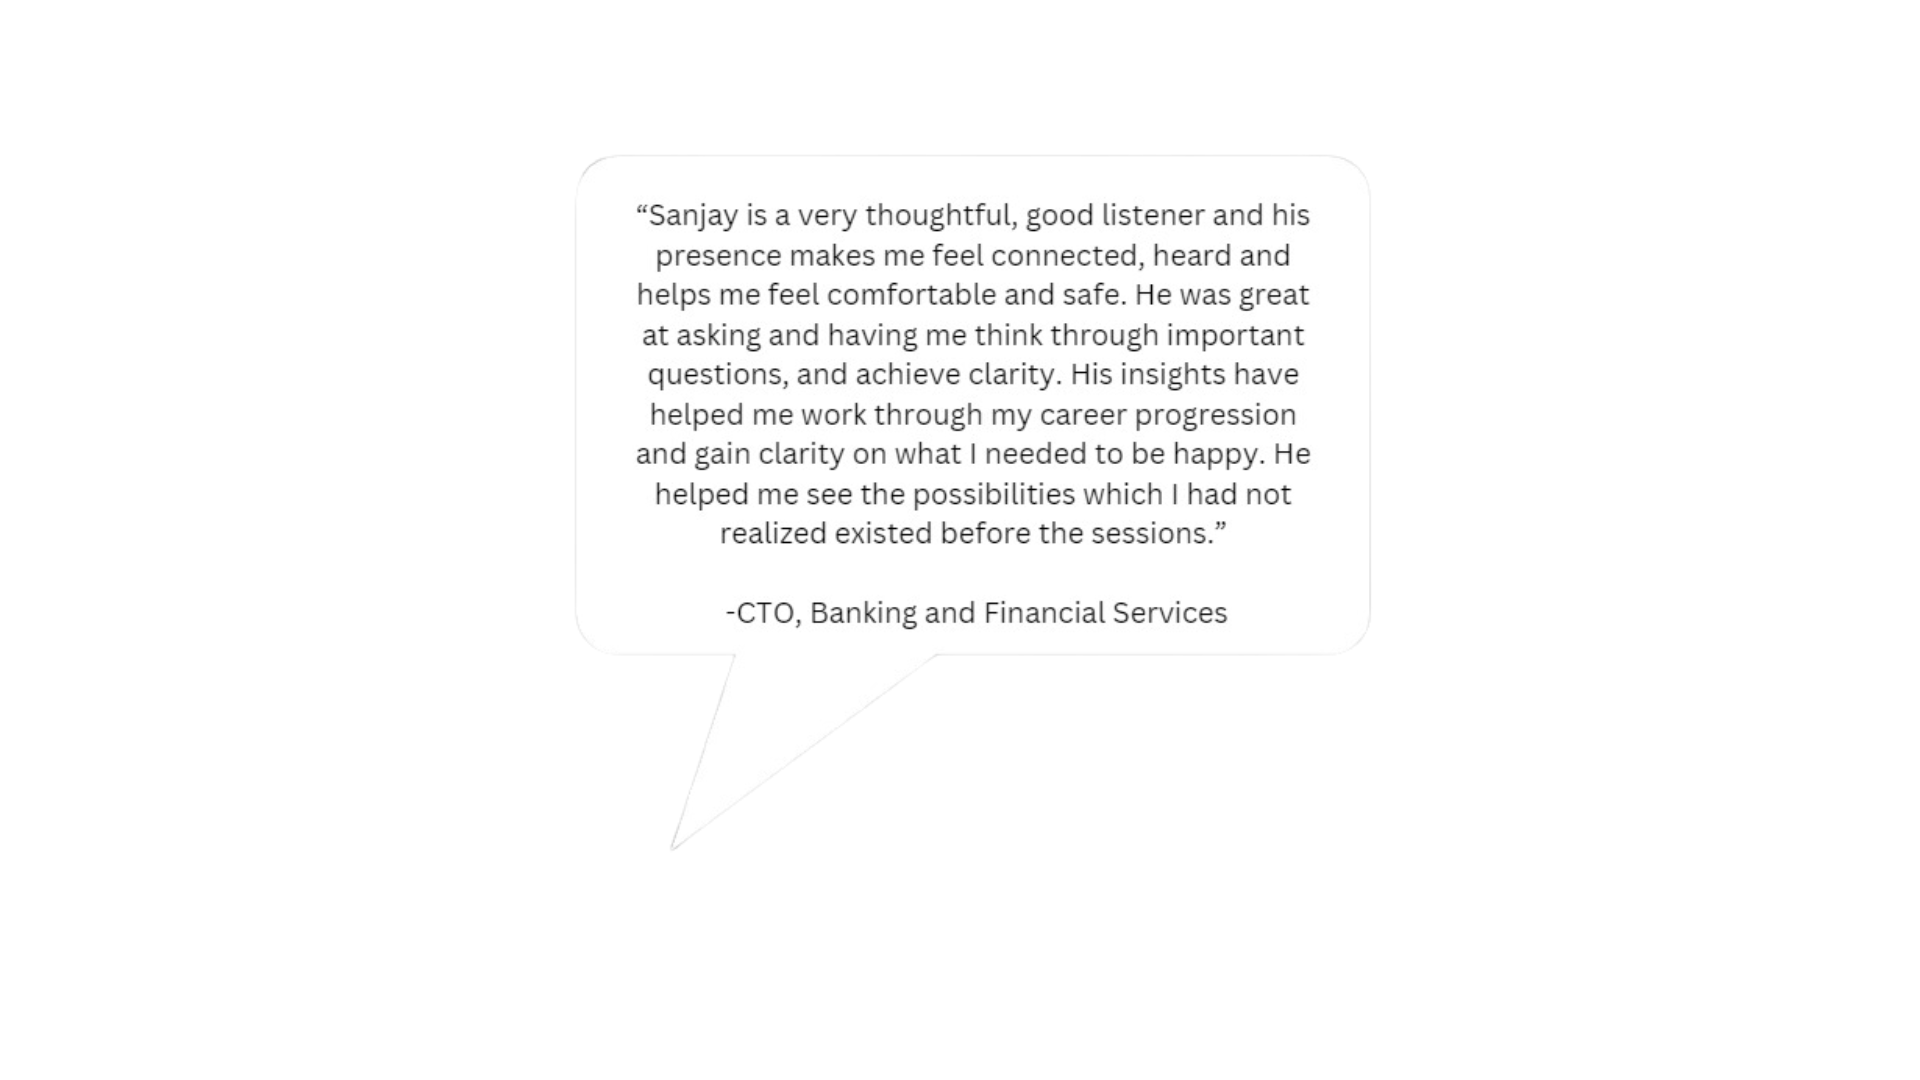 “Sanjay is a very thoughtful, good listener and his
presence makes me feel connected, heard and
helps me feel comfortable and safe. He was great
at asking and having me think through important
questions, and achieve clarity. His insights have
helped me work through my career progression
and gain clarity on what I needed to be happy. He
helped me see the possibilities which I had not
realized existed before the sessions.”
-CTO, Banking and Financial Services